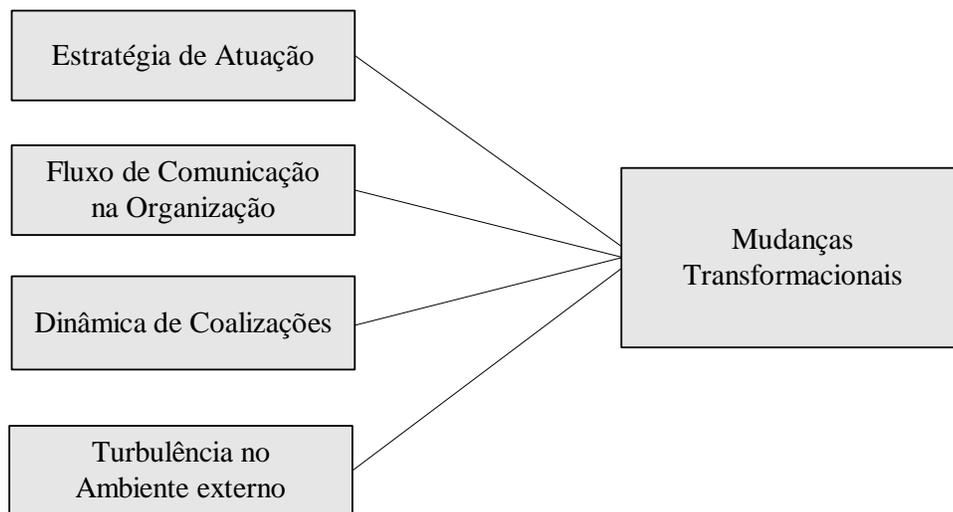 Estratégia de Atuação
Fluxo de Comunicação
na Organização
Dinâmica de Coalizações
Turbulência no
Ambiente externo
Mudanças
Transformacionais